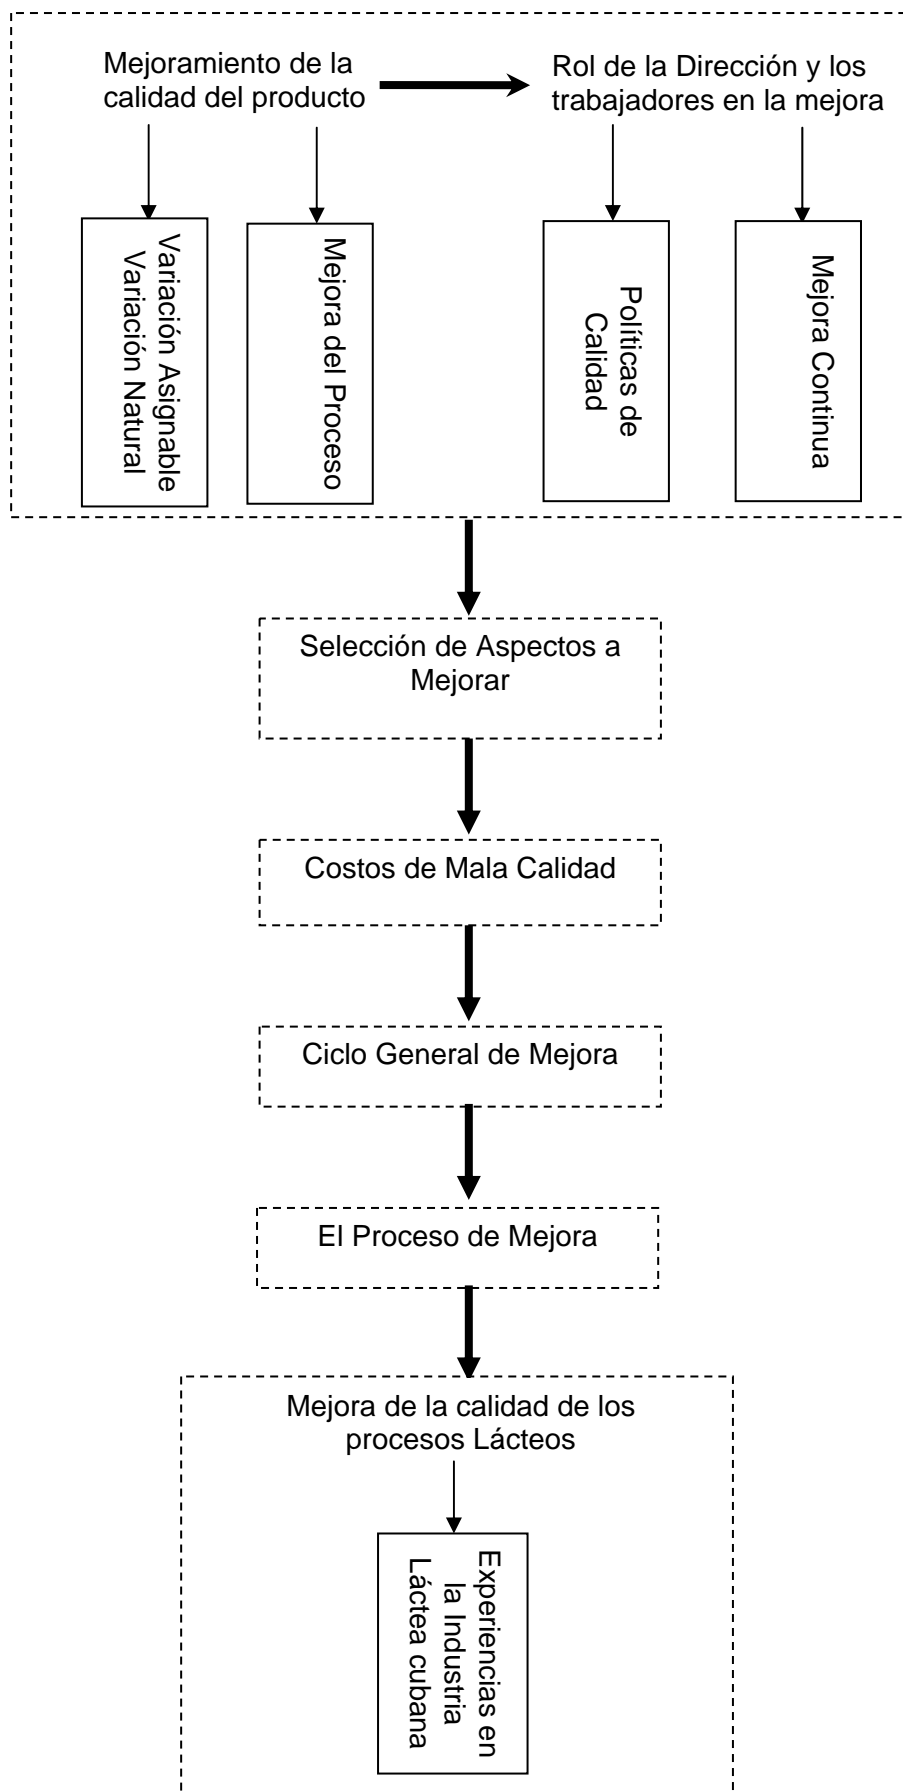 Mejoramiento de la
calidad del producto
Rol de la Dirección y los
trabajadores en la mejora
Variación Asignable
Variación Natural
Mejora del Proceso
Políticas de
Calidad
Mejora Continua
Selección de Aspectos a
Mejorar
Costos de Mala Calidad
Ciclo General de Mejora
El Proceso de Mejora
Mejora de la calidad de los
procesos Lácteos
Experiencias en
la Industria
Láctea cubana